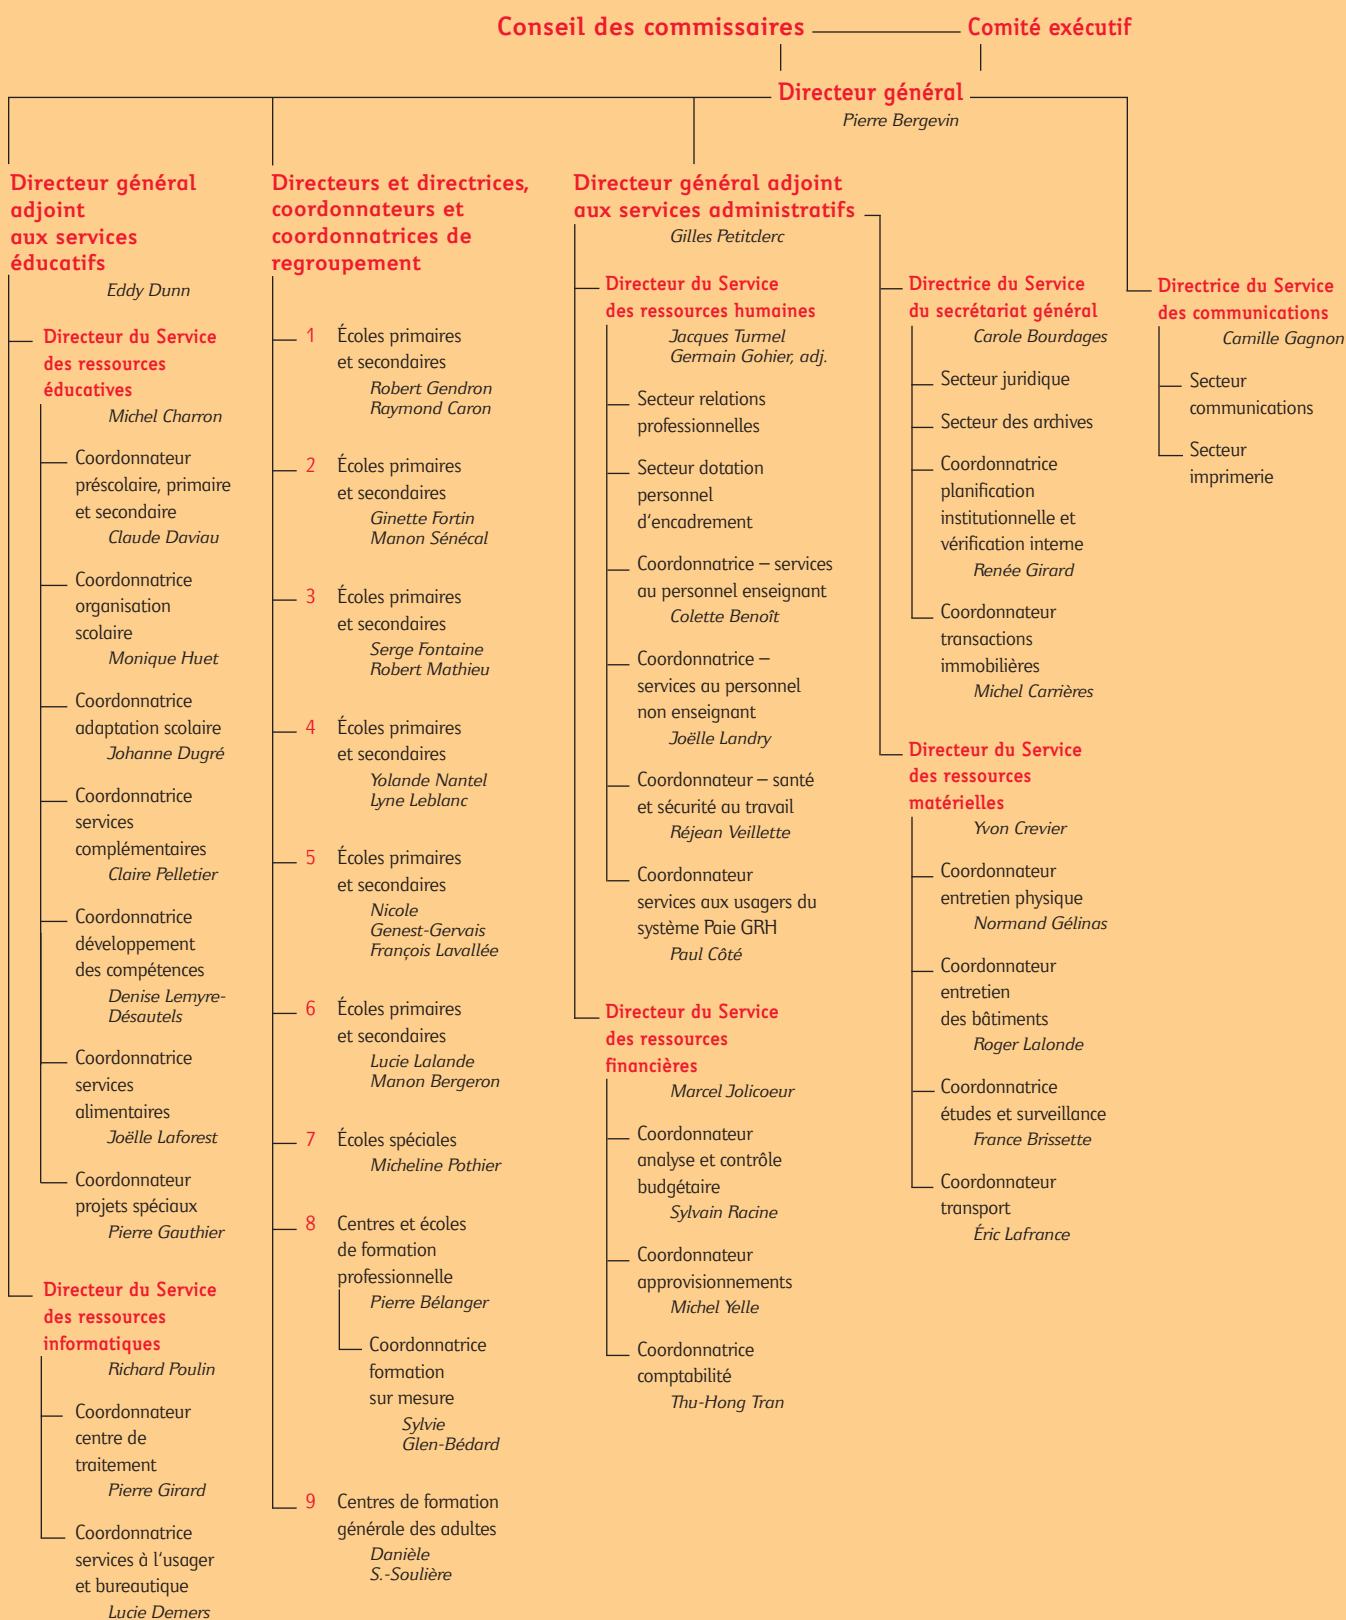 Conseil des commissaires
Comité exécutif
Directeur général
Pierre Bergevin
Directeur général
adjoint
aux services
éducatifs
Eddy Dunn
Directeur du Service
des ressources
éducatives
Michel Charron
Coordonnateur
préscolaire, primaire
et secondaire
Claude Daviau
Coordonnatrice
organisation
scolaire
Monique Huet
Coordonnatrice
adaptation scolaire
Johanne Dugré
Coordonnatrice
services
complémentaires
Claire Pelletier
Coordonnatrice
développement
des compétences
Denise Lemyre-
Désautels
Coordonnatrice
services
alimentaires
Joëlle Laforest
Coordonnateur
projets spéciaux
Pierre Gauthier
Directeur du Service
des ressources
informatiques
Richard Poulin
Coordonnateur
centre de
traitement
Pierre Girard
Coordonnatrice
services à l'usager
et bureautique
Lucie Demers
Directeurs et directrices,
coordonnateurs et
coordonnatrices de
regroupement
1 Écoles primaires
et secondaires
Robert Gendron
Raymond Caron
2 Écoles primaires
et secondaires
Ginette Fortin
Manon Sénécal
3 Écoles primaires
et secondaires
Serge Fontaine
Robert Mathieu
4 Écoles primaires
et secondaires
Yolande Nantel
Lyne Leblanc
5 Écoles primaires
et secondaires
Nicole
Genest-Gervais
François Lavallée
6 Écoles primaires
et secondaires
Lucie Lalande
Manon Bergeron
7 Écoles spéciales
Micheline Pothier
8 Centres et écoles
de formation
professionnelle
Pierre Bélanger
Coordonnatrice
formation
sur mesure
Sylvie
Glen-Bédard
9 Centres de formation
générale des adultes
Danièle
S.-Soulière
Directeur général adjoint
aux services administratifs
Gilles Petitclerc
Directeur du Service
des ressources humaines
Jacques Turmel
Germain Gohier, adj.
Secteur relations
professionnelles
Secteur dotation
personnel
d'encadrement
Coordonnatrice – services
au personnel enseignant
Colette Benoît
Coordonnatrice –
services au personnel
non enseignant
Joëlle Landry
Coordonnateur – santé
et sécurité au travail
Réjean Veillette
Coordonnateur
services aux usagers du
système Paie GRH
Paul Côté
Directeur du Service
des ressources
financières
Marcel Jolicoeur
Coordonnateur
analyse et contrôle
budgétaire
Sylvain Racine
Coordonnateur
approvisionnements
Michel Yelle
Coordonnatrice
comptabilité
Thu-Hong Tran
Directrice du Service
du secrétariat général
Carole Bourdages
Secteur juridique
Secteur des archives
Coordonnatrice
planification
institutionnelle et
vérification interne
Renée Girard
Coordonnateur
transactions
immobilières
Michel Carrières
Directeur du Service
des ressources
matérielles
Yvon Crevier
Coordonnateur
entretien physique
Normand Gélinas
Coordonnateur
entretien
des bâtiments
Roger Lalonde
Coordonnatrice
études et surveillance
France Brissette
Coordonnateur
transport
Éric Lafrance
Directrice du Service
des communications
Camille Gagnon
Secteur
communications
Secteur
imprimerie